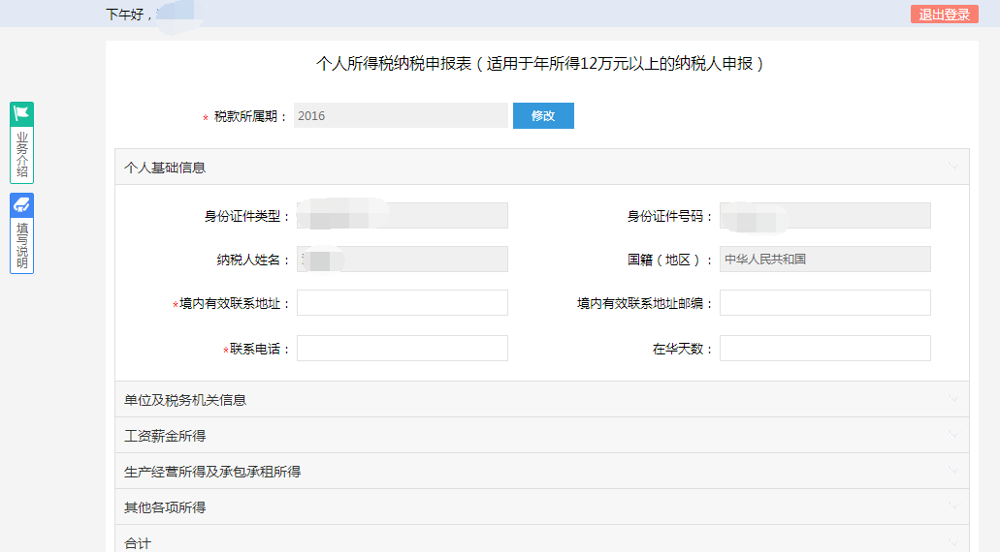 下午好，
退出登录
个人所得税纳税申报表（适用于年所得12万元以上的纳税人申报）
* 税款所属期： 2016 修改
业务介绍
填写说明
个人基础信息
身份证件类型： 身份证件号码：
纳税人姓名： 国籍（地区）： 中华人民共和国
*境内有效联系地址： 境内有效联系地址邮编：
*联系电话： 在华天数：
单位及税务机关信息
工资薪金所得
生产经营所得及承包承租所得
其他各项所得
合计